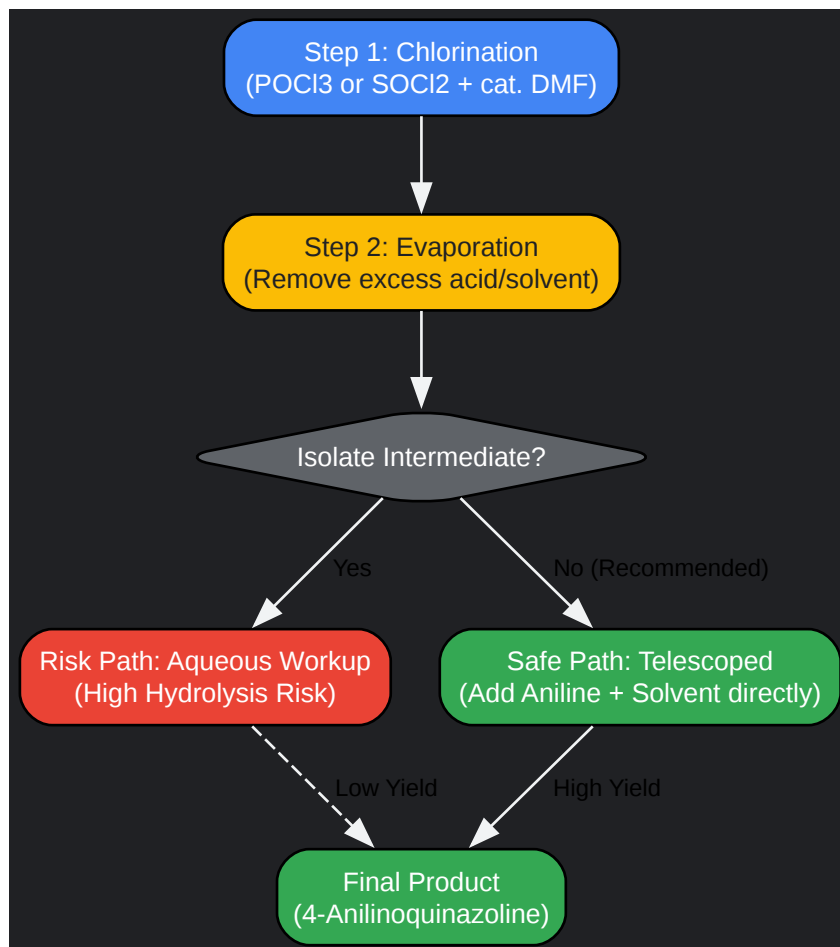 Step 1: Chlorination
(POCl3 or SOCl2 + cat. DMF)
Step 2: Evaporation
(Remove excess acid/solvent)
Isolate Intermediate?
Yes
No (Recommended)
Risk Path: Aqueous Workup
(High Hydrolysis Risk)
Safe Path: Telescoped
(Add Aniline + Solvent directly)
Low Yield
High Yield
Final Product
(4-Anilinoquinazoline)